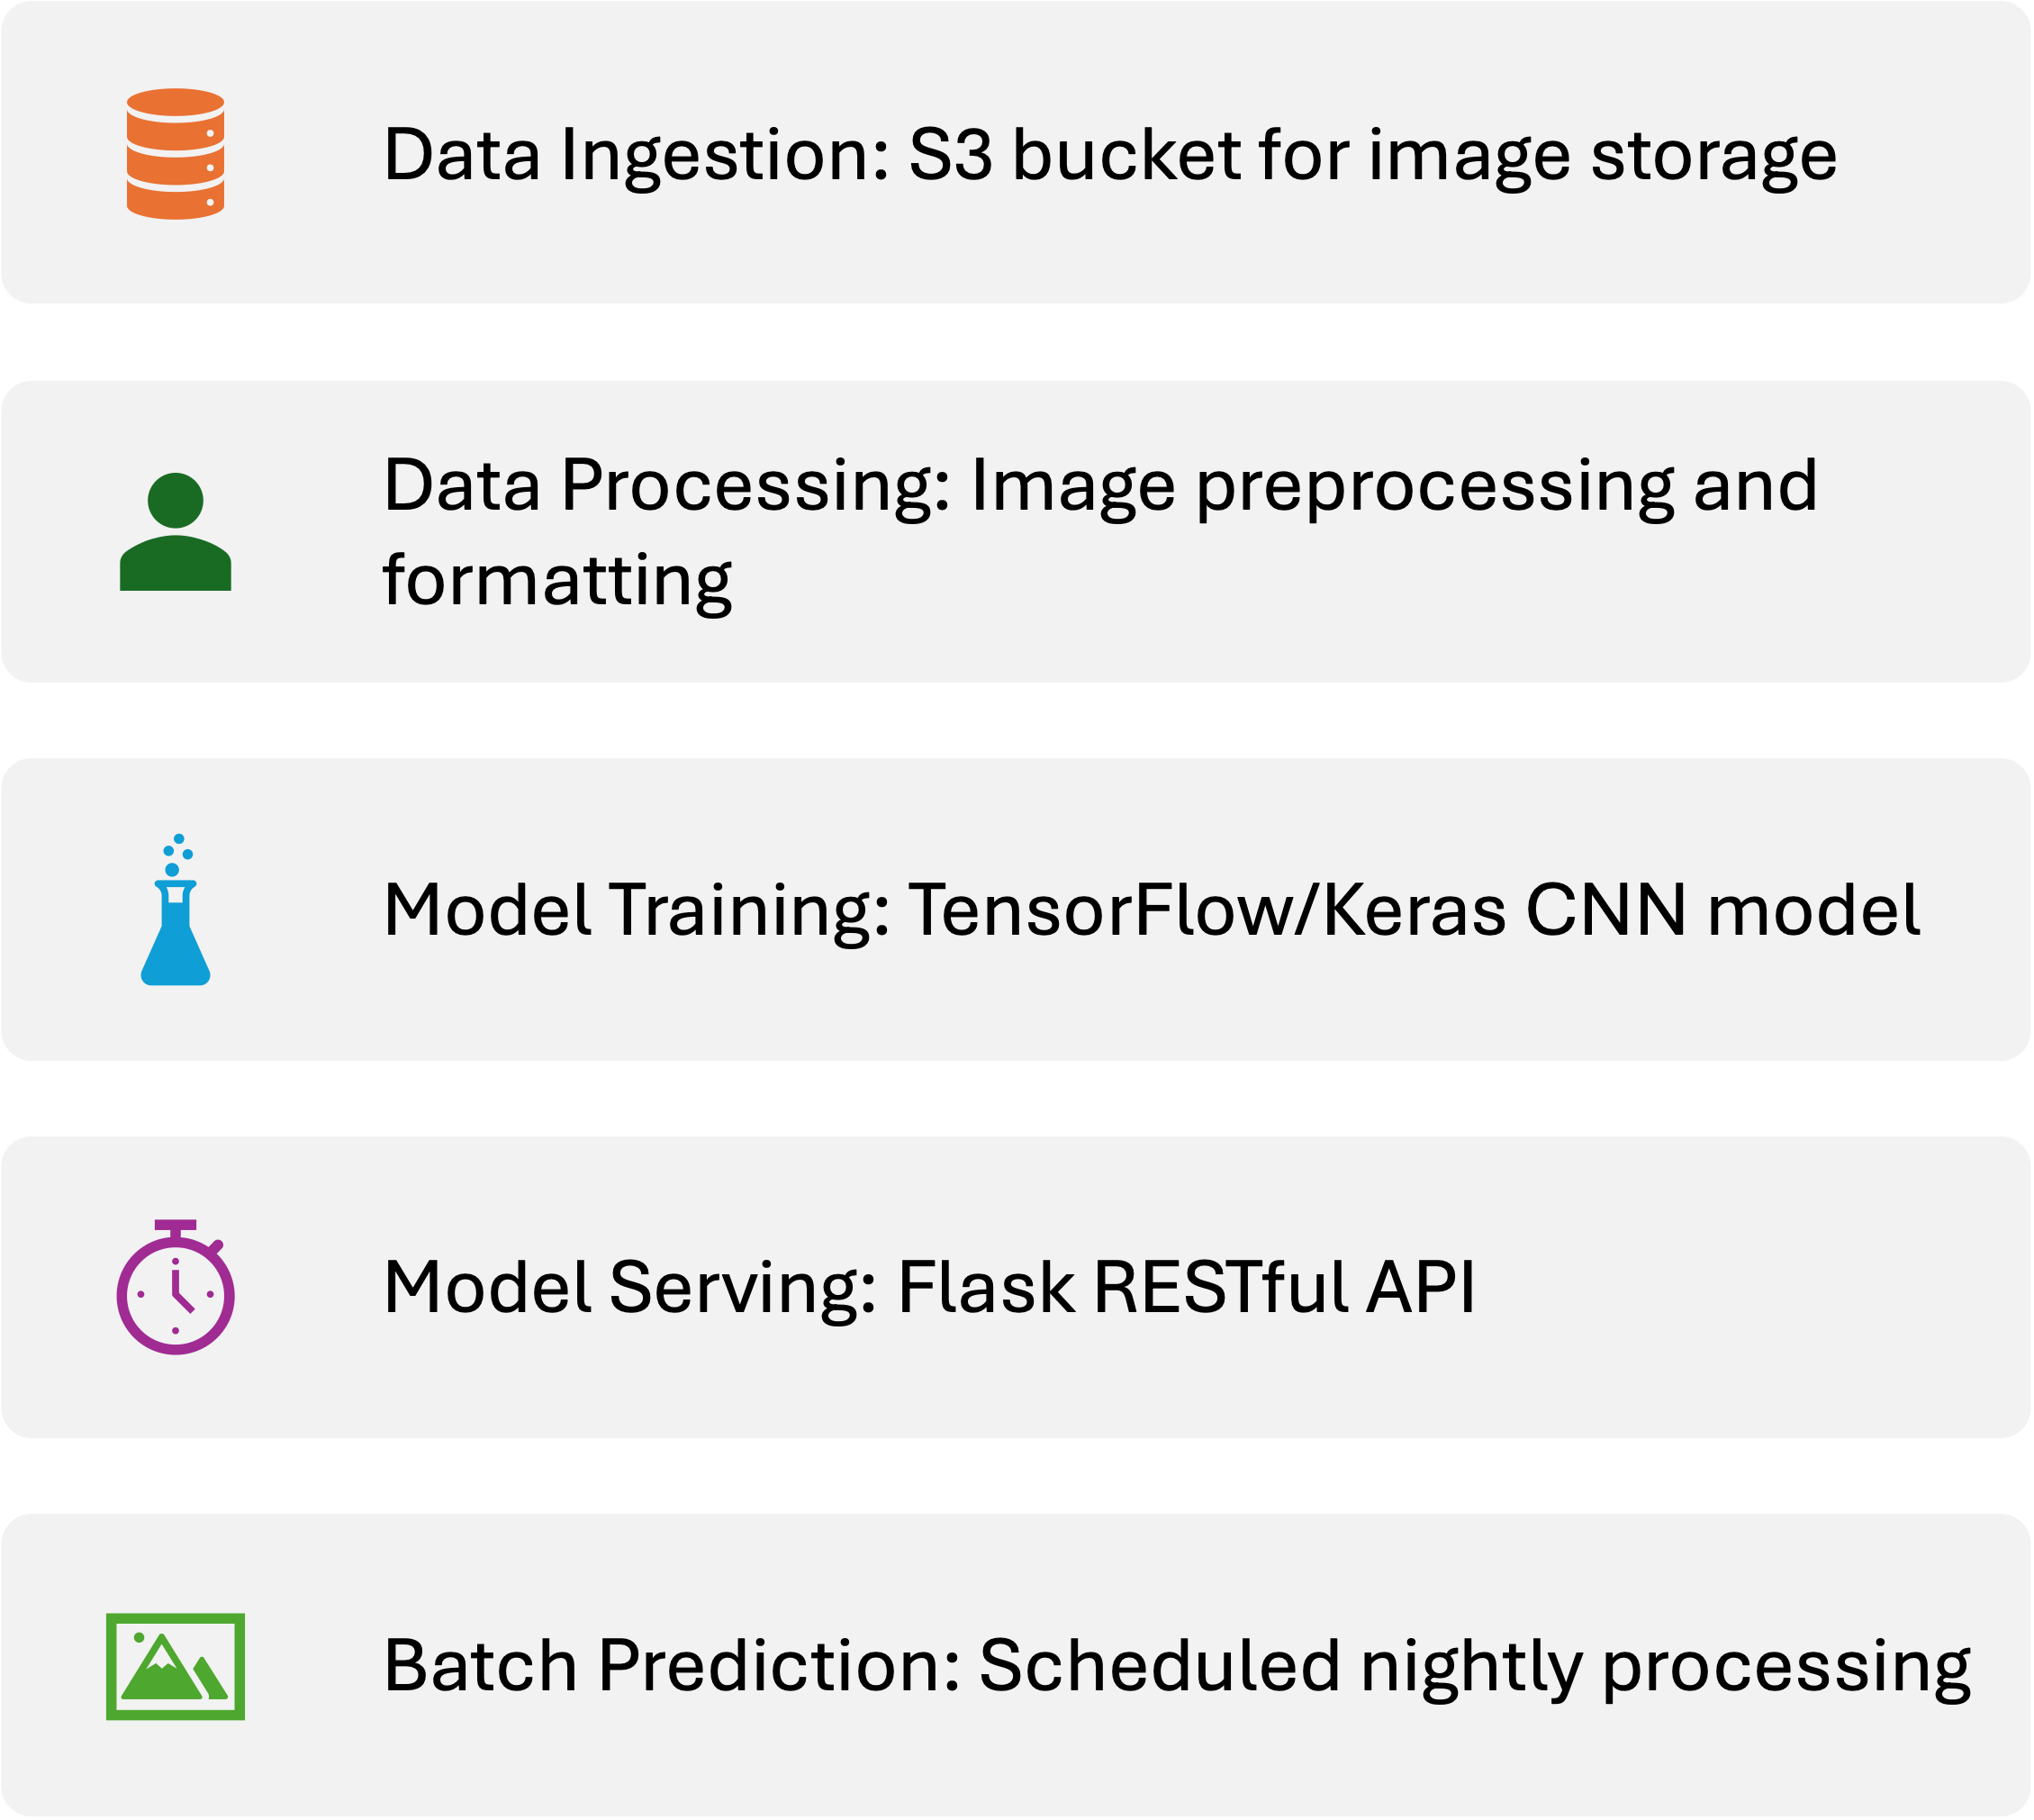 Data Ingestion: S3 bucket for image storage
Data Processing: Image preprocessing and
formatting
Model Training: TensorFlow/Keras CNN model
Model Serving: Flask RESTful API
Batch Prediction: Scheduled nightly processing